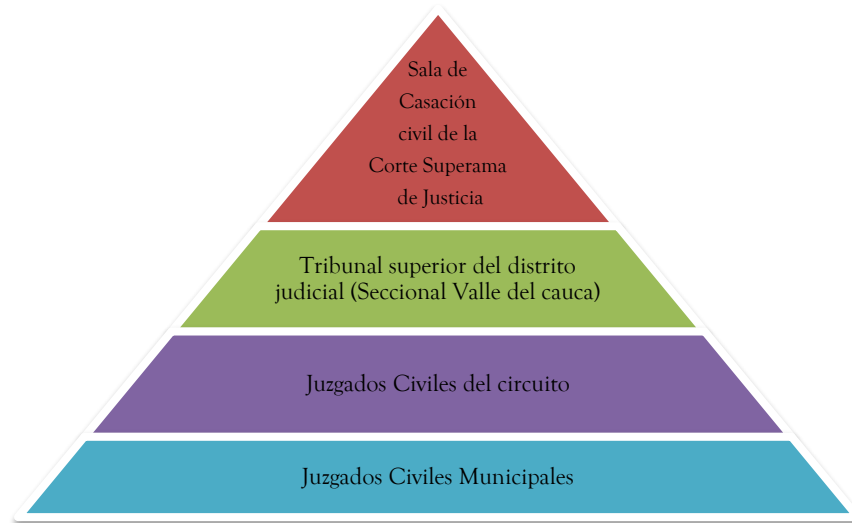 Sala de
Casación
civil de la
Corte Superama
de Justicia
Tribunal superior del distrito
judicial (Seccional Valle del cauca)
Juzgados Civiles del circuito
Juzgados Civiles Municipales